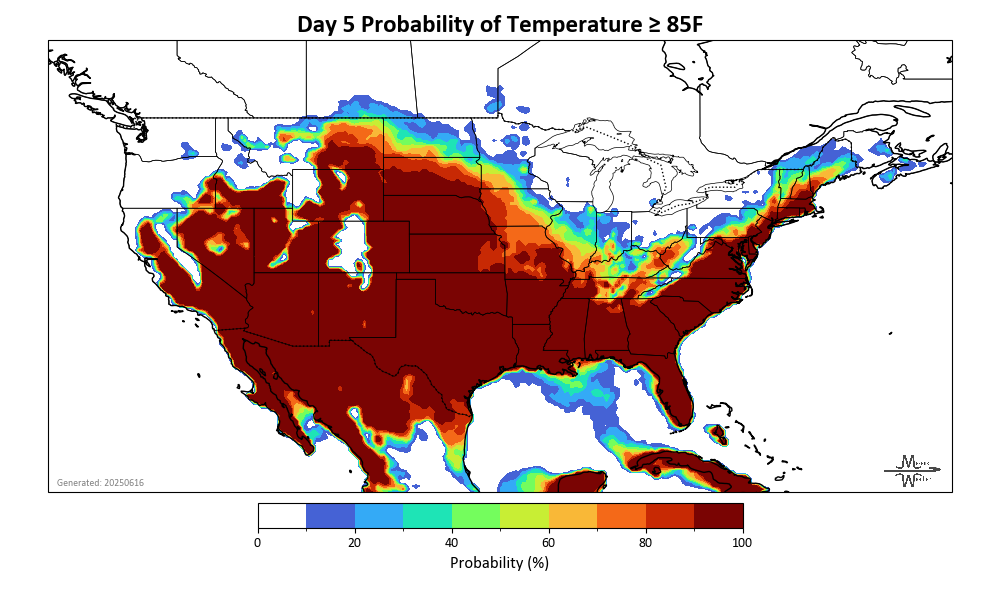 Day 5 Probability of Temperature ≥ 85F
Generated: 20250616
0 20 40 60 80 100
Probability (%)